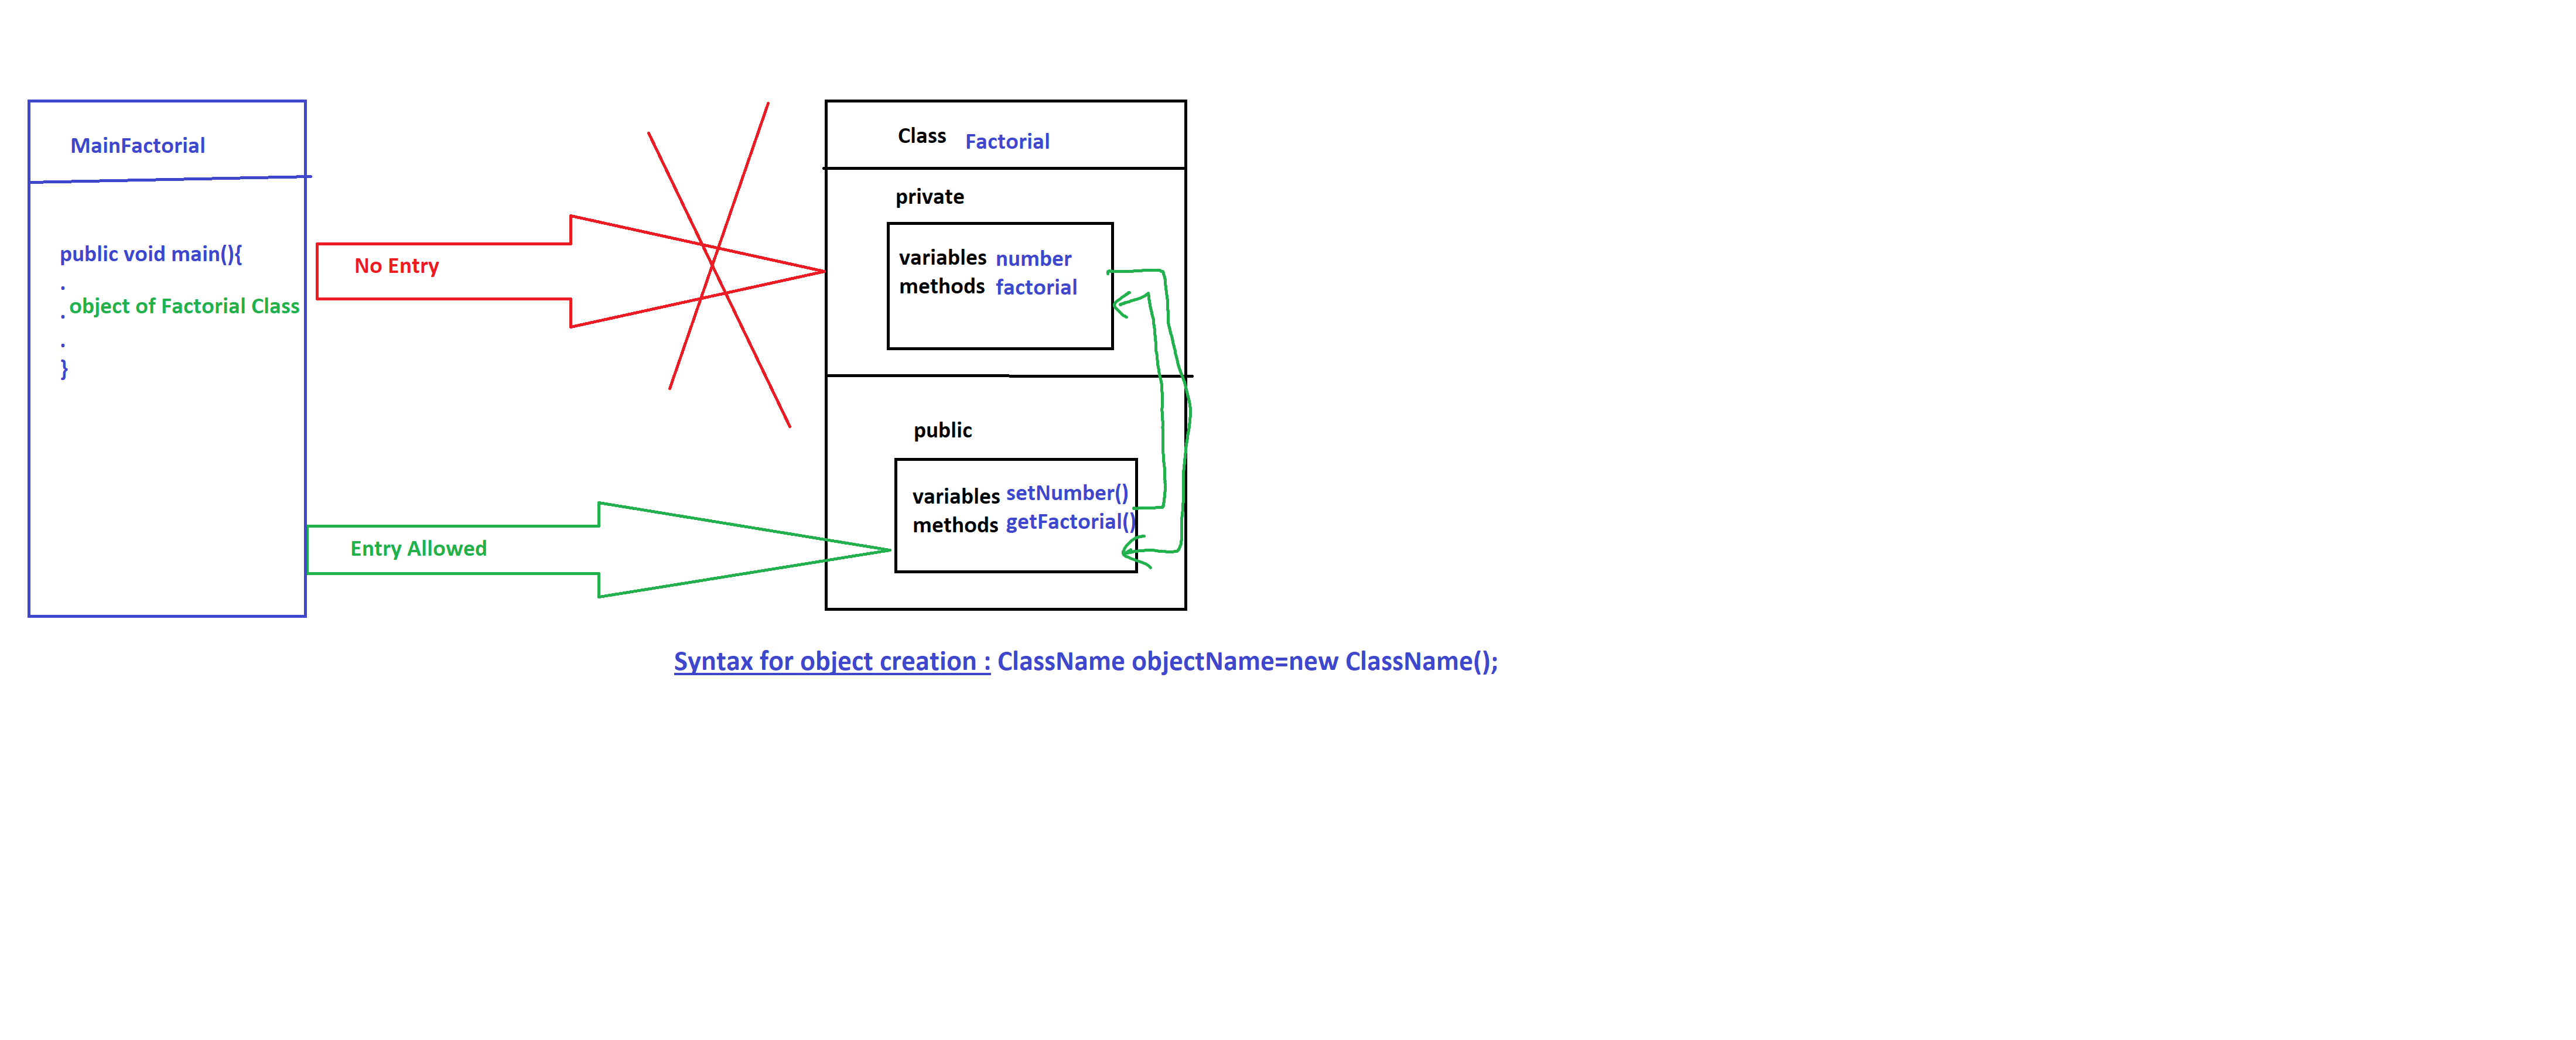 MainFactorial
public void main(){
.
. object of Factorial Class
.
}
No Entry
Entry Allowed
Class Factorial
private
variables number
methods factorial
public
variables setNumber()
methods getFactorial()
Syntax for object creation : ClassName objectName=new ClassName();